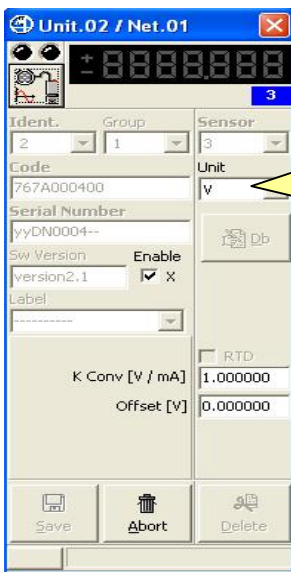 Unit.02 / Net.01
3
Ident. Group Sensor
2 1 3
Code Unit
767A000400 V
Serial Number
yyDN0004--
Db
Sw Version Enable
version2.1 X
Label
----------
RTD
K Conv [V / mA] 1.000000
Offset [V] 0.000000
Save Abort Delete